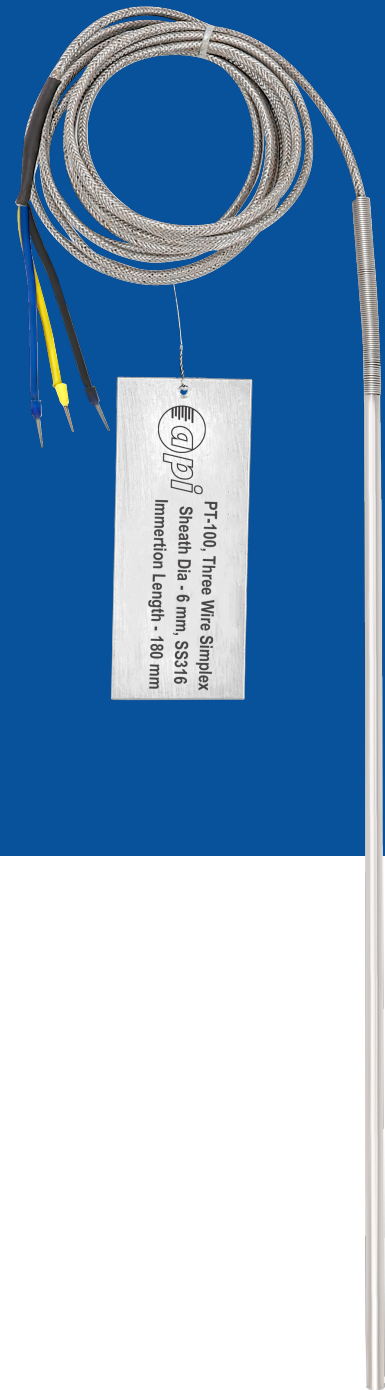 api
PT-100, Three Wire Simplex
Sheath Dia - 6 mm, SS316
Immertion Length - 180 mm